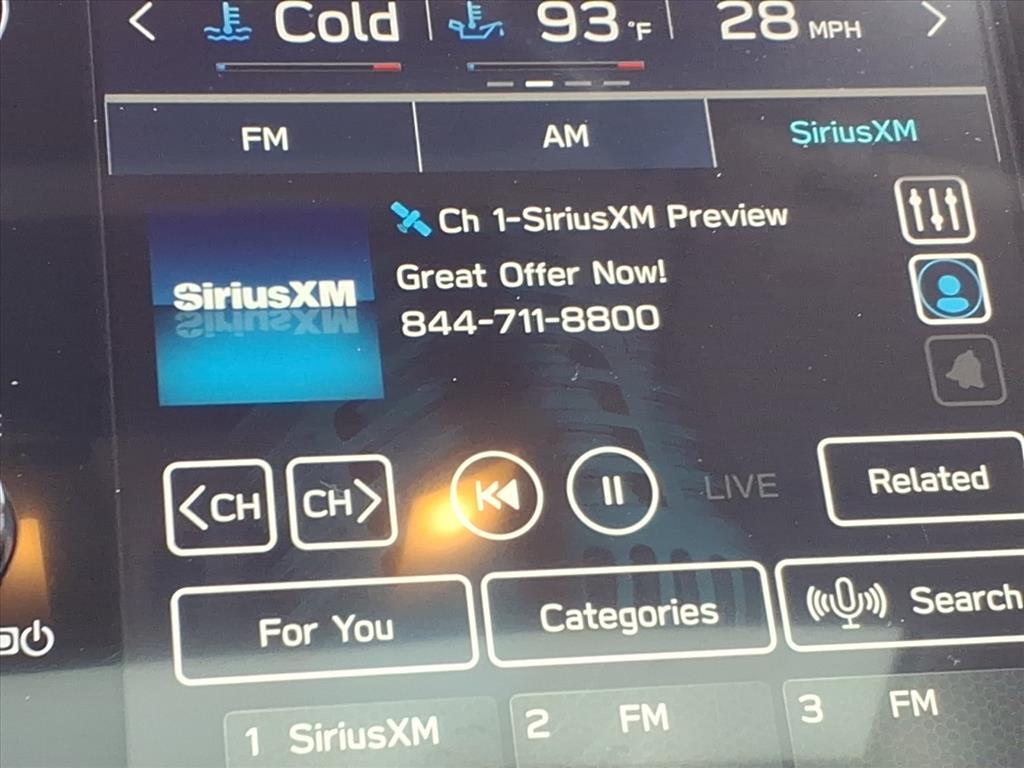 Cold 93 °F 28 MPH
FM AM SiriusXM
Ch 1-SiriusXM Preview
SiriusXM
Great Offer Now!
844-711-8800
CH CH LIVE Related
For You Categories Search
1 SiriusXM 2 FM 3 FM